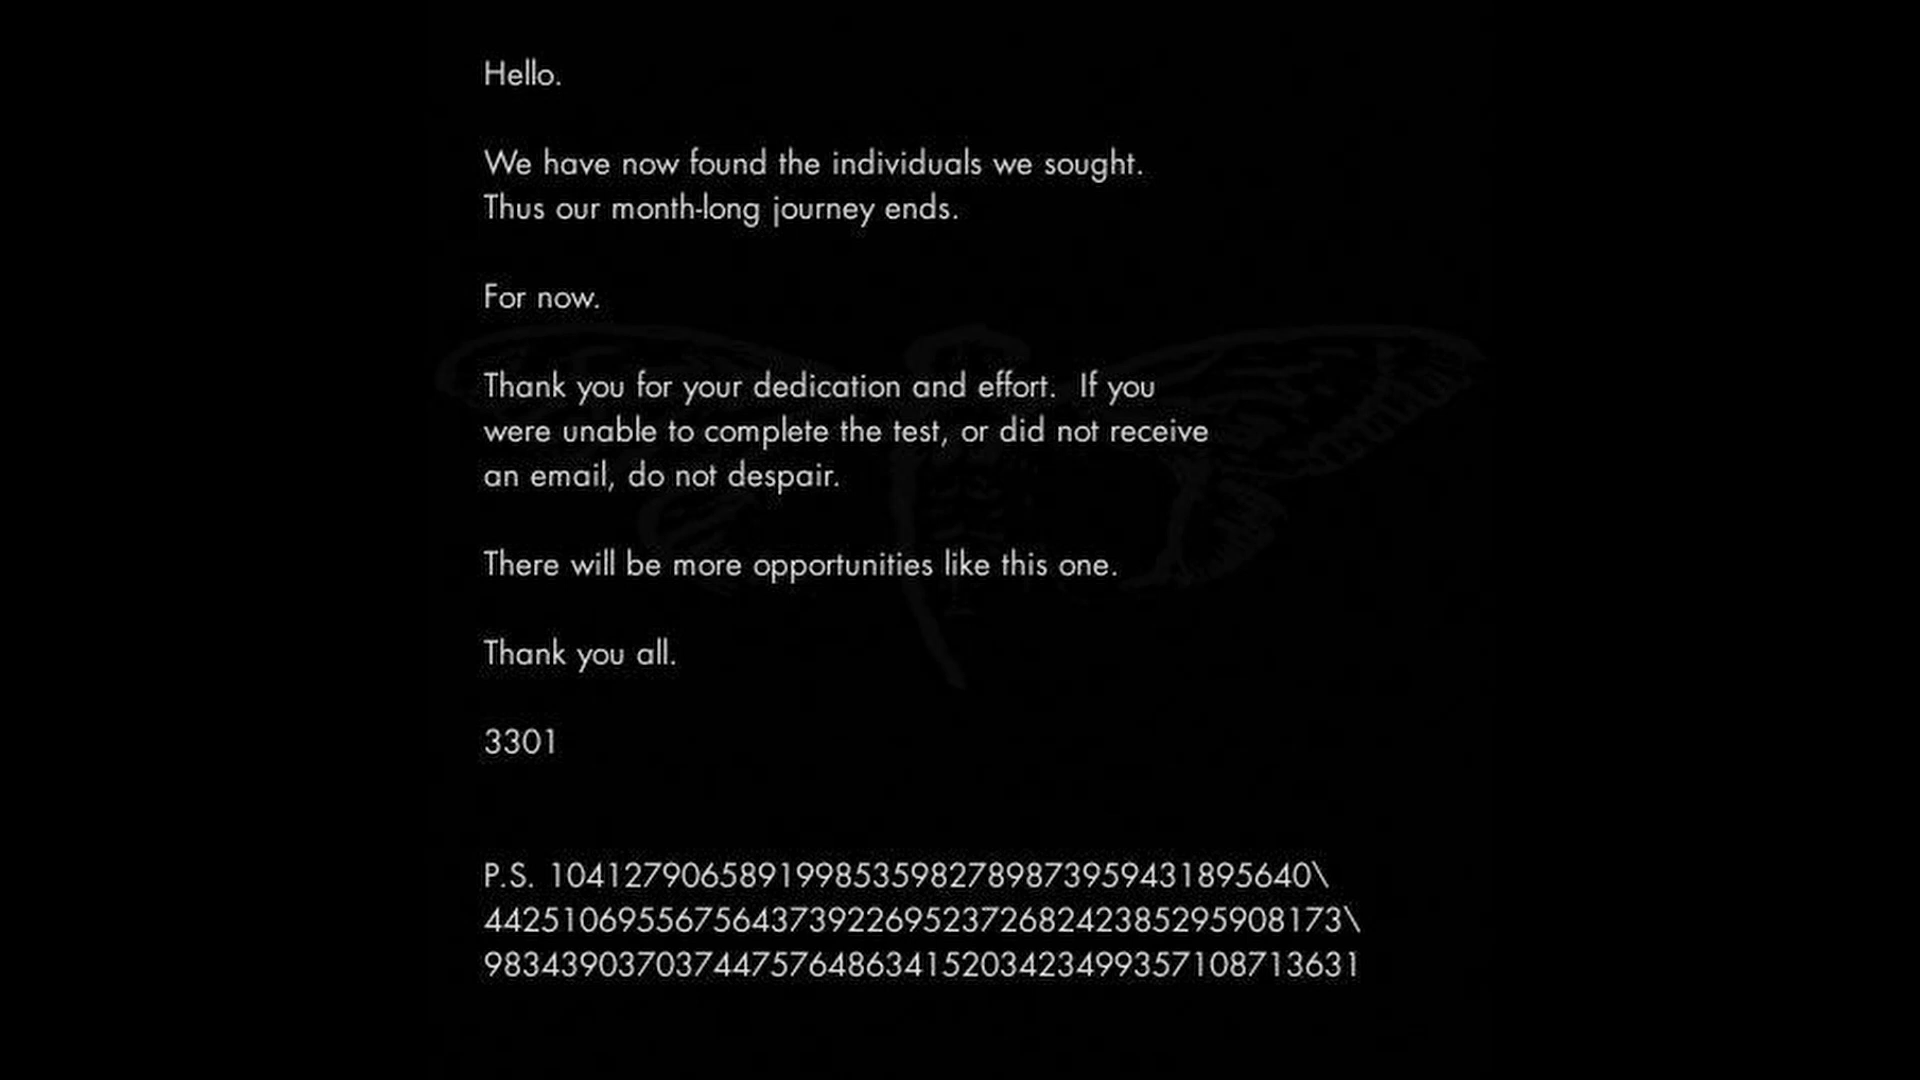 Hello.
We have now found the individuals we sought.
Thus our month-long journey ends.
For now.
Thank you for your dedication and effort.  If you
were unable to complete the test, or did not receive
an email, do not despair.
There will be more opportunities like this one.
Thank you all.
3301
P.S. 1041279065891998535982789873959431895640\
442510695567564373922695237268242385295908173\
9834390370374475764863415203423499357108713631